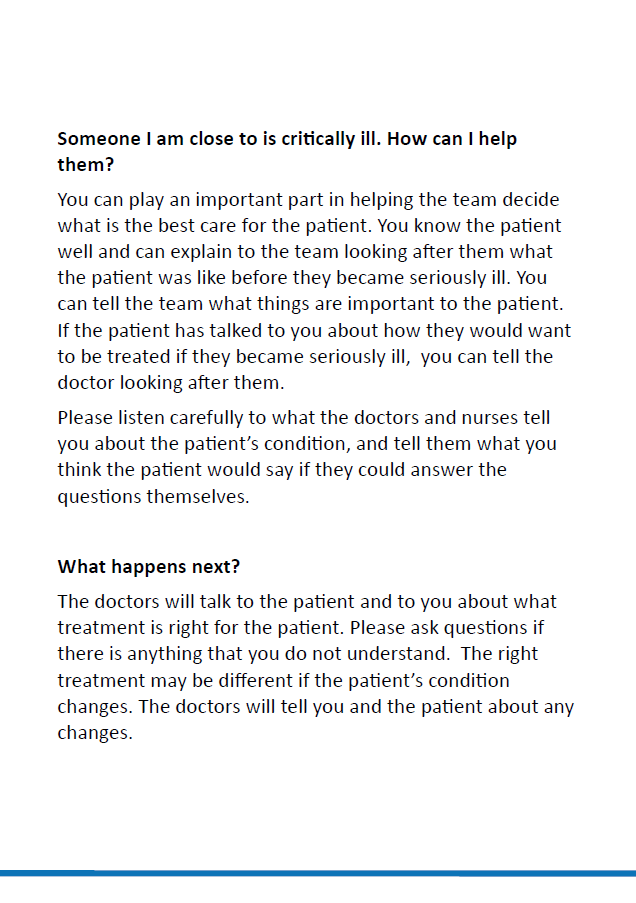 Someone I am close to is critically ill. How can I help
them?
You can play an important part in helping the team decide
what is the best care for the patient. You know the patient
well and can explain to the team looking after them what
the patient was like before they became seriously ill. You
can tell the team what things are important to the patient.
If the patient has talked to you about how they would want
to be treated if they became seriously ill,  you can tell the
doctor looking after them.
Please listen carefully to what the doctors and nurses tell
you about the patient’s condition, and tell them what you
think the patient would say if they could answer the
questions themselves.
What happens next?
The doctors will talk to the patient and to you about what
treatment is right for the patient. Please ask questions if
there is anything that you do not understand.  The right
treatment may be different if the patient’s condition
changes. The doctors will tell you and the patient about any
changes.